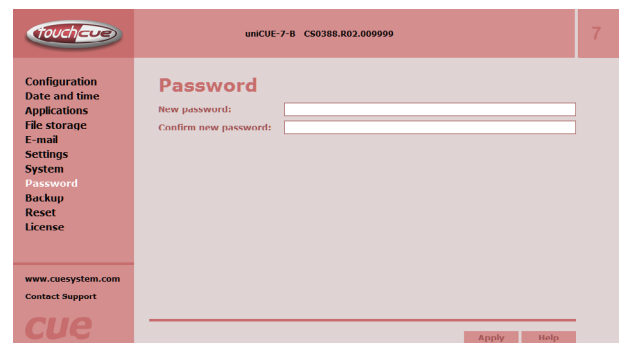 touchcue
uniCUE-7-B CS0388.R02.009999
7
Configuration
Date and time
Applications
File storage
E-mail
Settings
System
Password
Backup
Reset
License
www.cuesystem.com
Contact Support
cue
Password
New password:
Confirm new password:
Apply Help